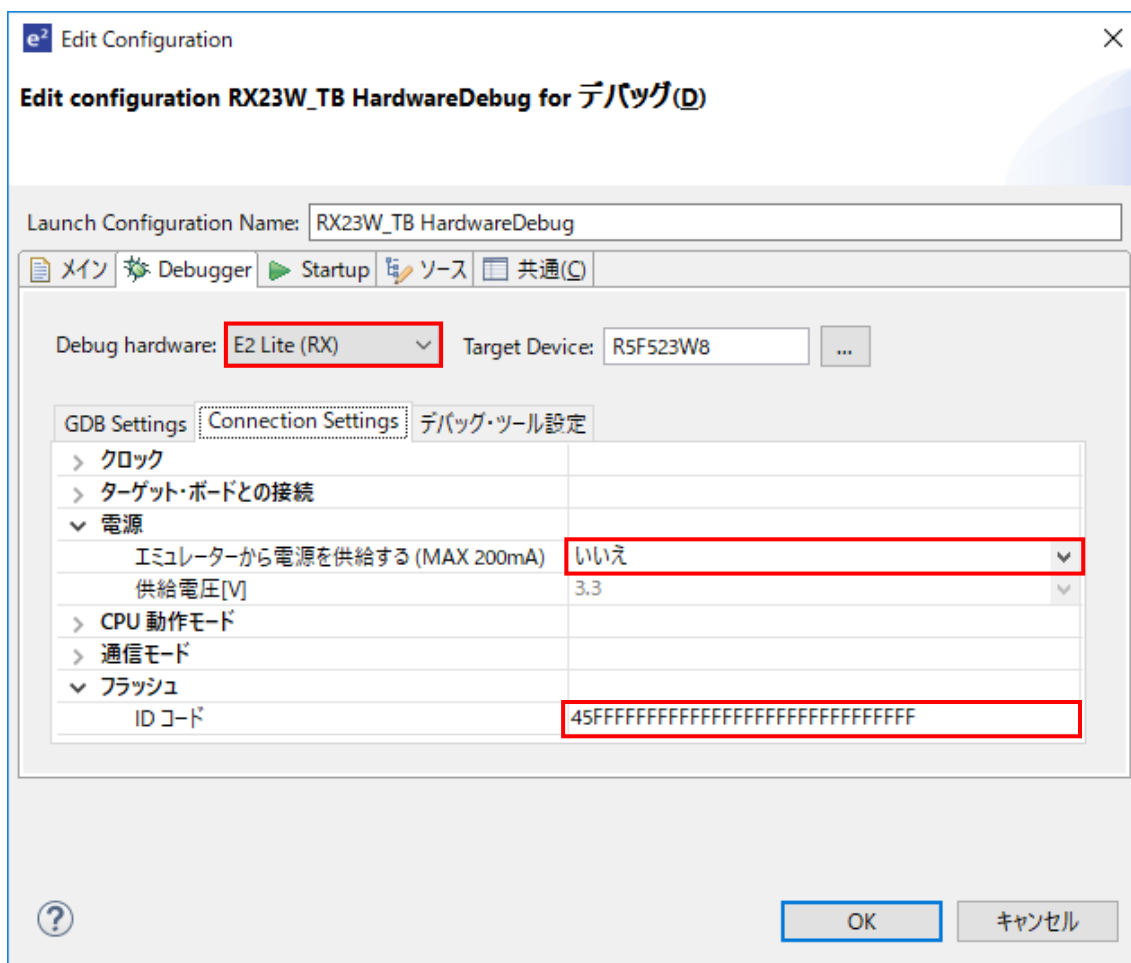 e² Edit Configuration
Edit configuration RX23W_TB HardwareDebug for デバッグ(D)
Launch Configuration Name: RX23W_TB HardwareDebug
メイン Debugger Startup ソース 共通(C)
Debug hardware: E2 Lite (RX) Target Device: R5F523W8 ...
GDB Settings Connection Settings デバッグ・ツール設定
クロック
ターゲット・ボードとの接続
電源
エミュレーターから電源を供給する (MAX 200mA) いいえ
供給電圧[V] 3.3
CPU 動作モード
通信モード
フラッシュ
ID コード 45FFFFFFFFFFFFFFFFFFFFFFFFFFFFFF
? OK キャンセル